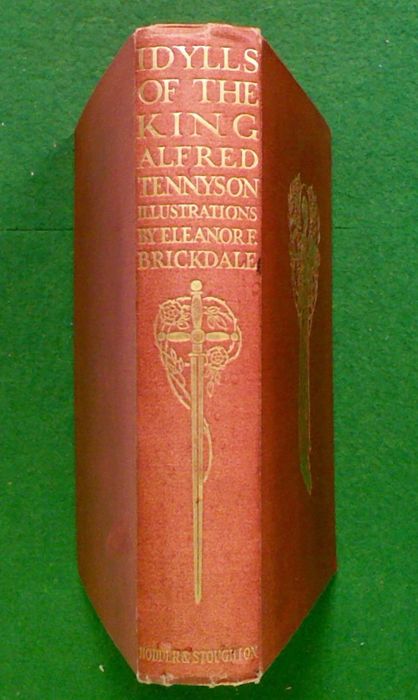 IDYLLS
OF THE
KING
ALFRED
TENNYSON
ILLUSTRATIONS
BY ELEANOR F.
BRICKDALE
HODDER & STOUGHTON